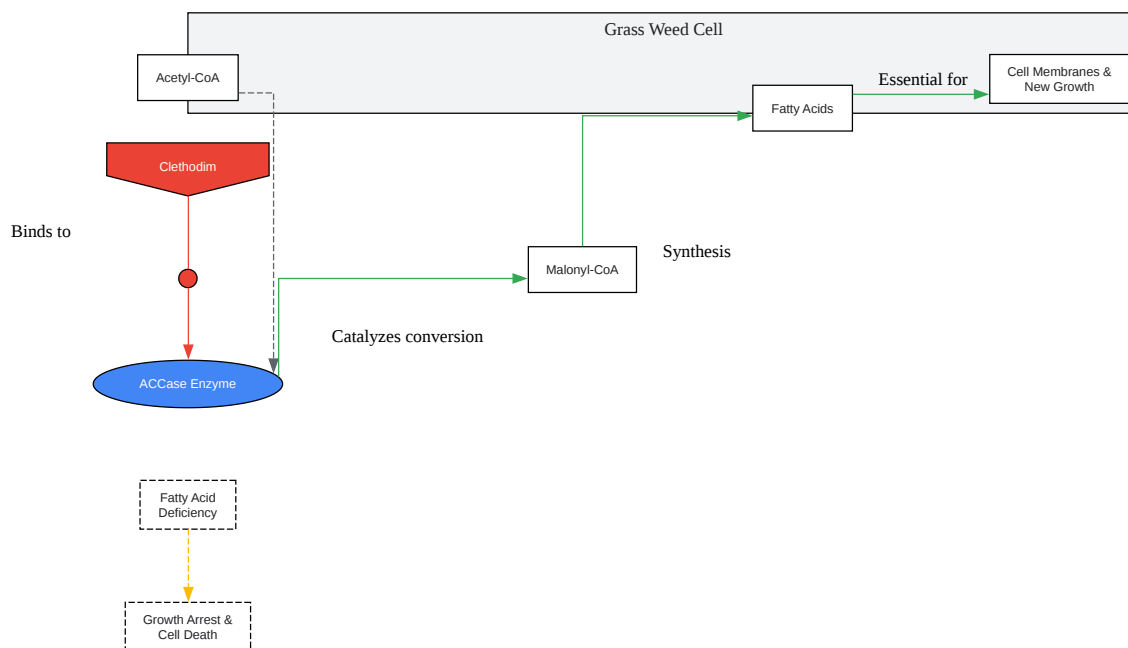 Grass Weed Cell
Acetyl-CoA
Essential for
Cell Membranes &
New Growth
Fatty Acids
Clethodim
Binds to
Synthesis
Malonyl-CoA
Catalyzes conversion
ACCase Enzyme
Fatty Acid
Deficiency
Growth Arrest &
Cell Death